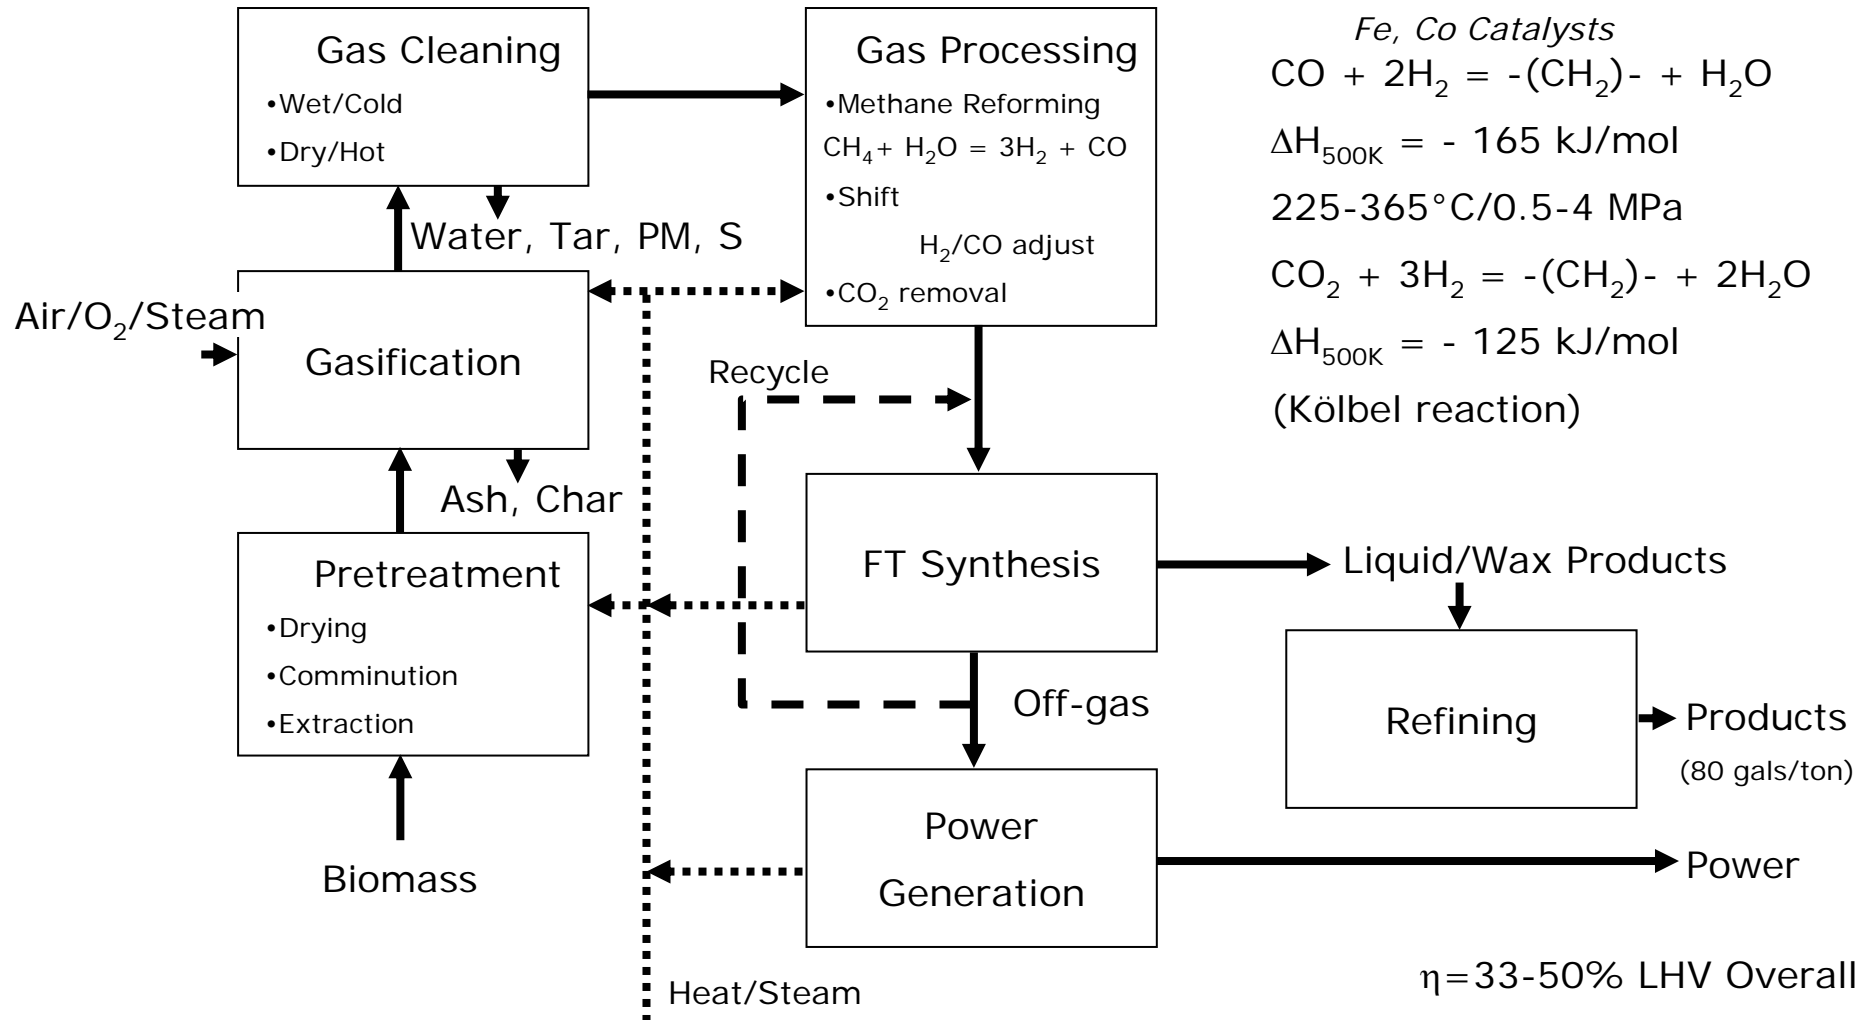 Gas Cleaning
•Wet/Cold
•Dry/Hot
Gas Processing
•Methane Reforming
CH₄+ H₂O = 3H₂ + CO
•Shift
H₂/CO adjust
•CO₂ removal
Fe, Co Catalysts
CO + 2H₂ = -(CH₂)- + H₂O
ΔH₅₀₀K = - 165 kJ/mol
225-365°C/0.5-4 MPa
CO₂ + 3H₂ = -(CH₂)- + 2H₂O
ΔH₅₀₀K = - 125 kJ/mol
(Kölbel reaction)
Water, Tar, PM, S
Air/O₂/Steam
Gasification
Recycle
Ash, Char
Pretreatment
•Drying
•Comminution
•Extraction
Biomass
FT Synthesis
Liquid/Wax Products
Off-gas
Refining
Products
(80 gals/ton)
Power
Generation
Power
Heat/Steam
η=33-50% LHV Overall